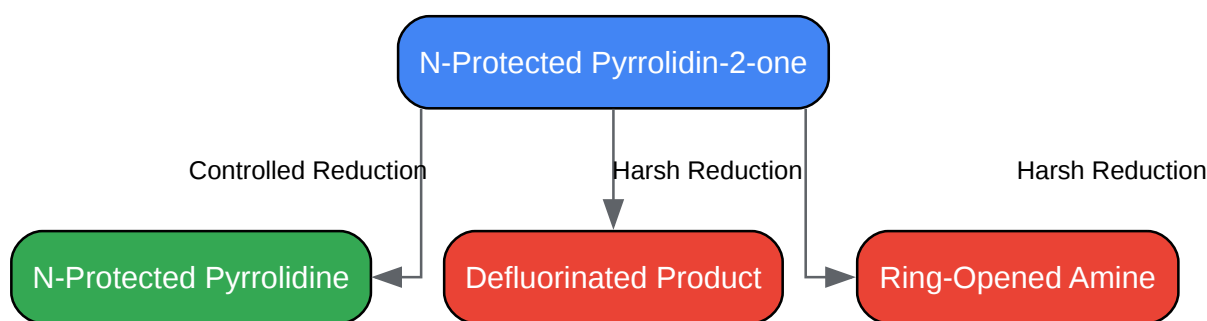 N-Protected Pyrrolidin-2-one
Controlled Reduction
Harsh Reduction
Harsh Reduction
N-Protected Pyrrolidine
Defluorinated Product
Ring-Opened Amine